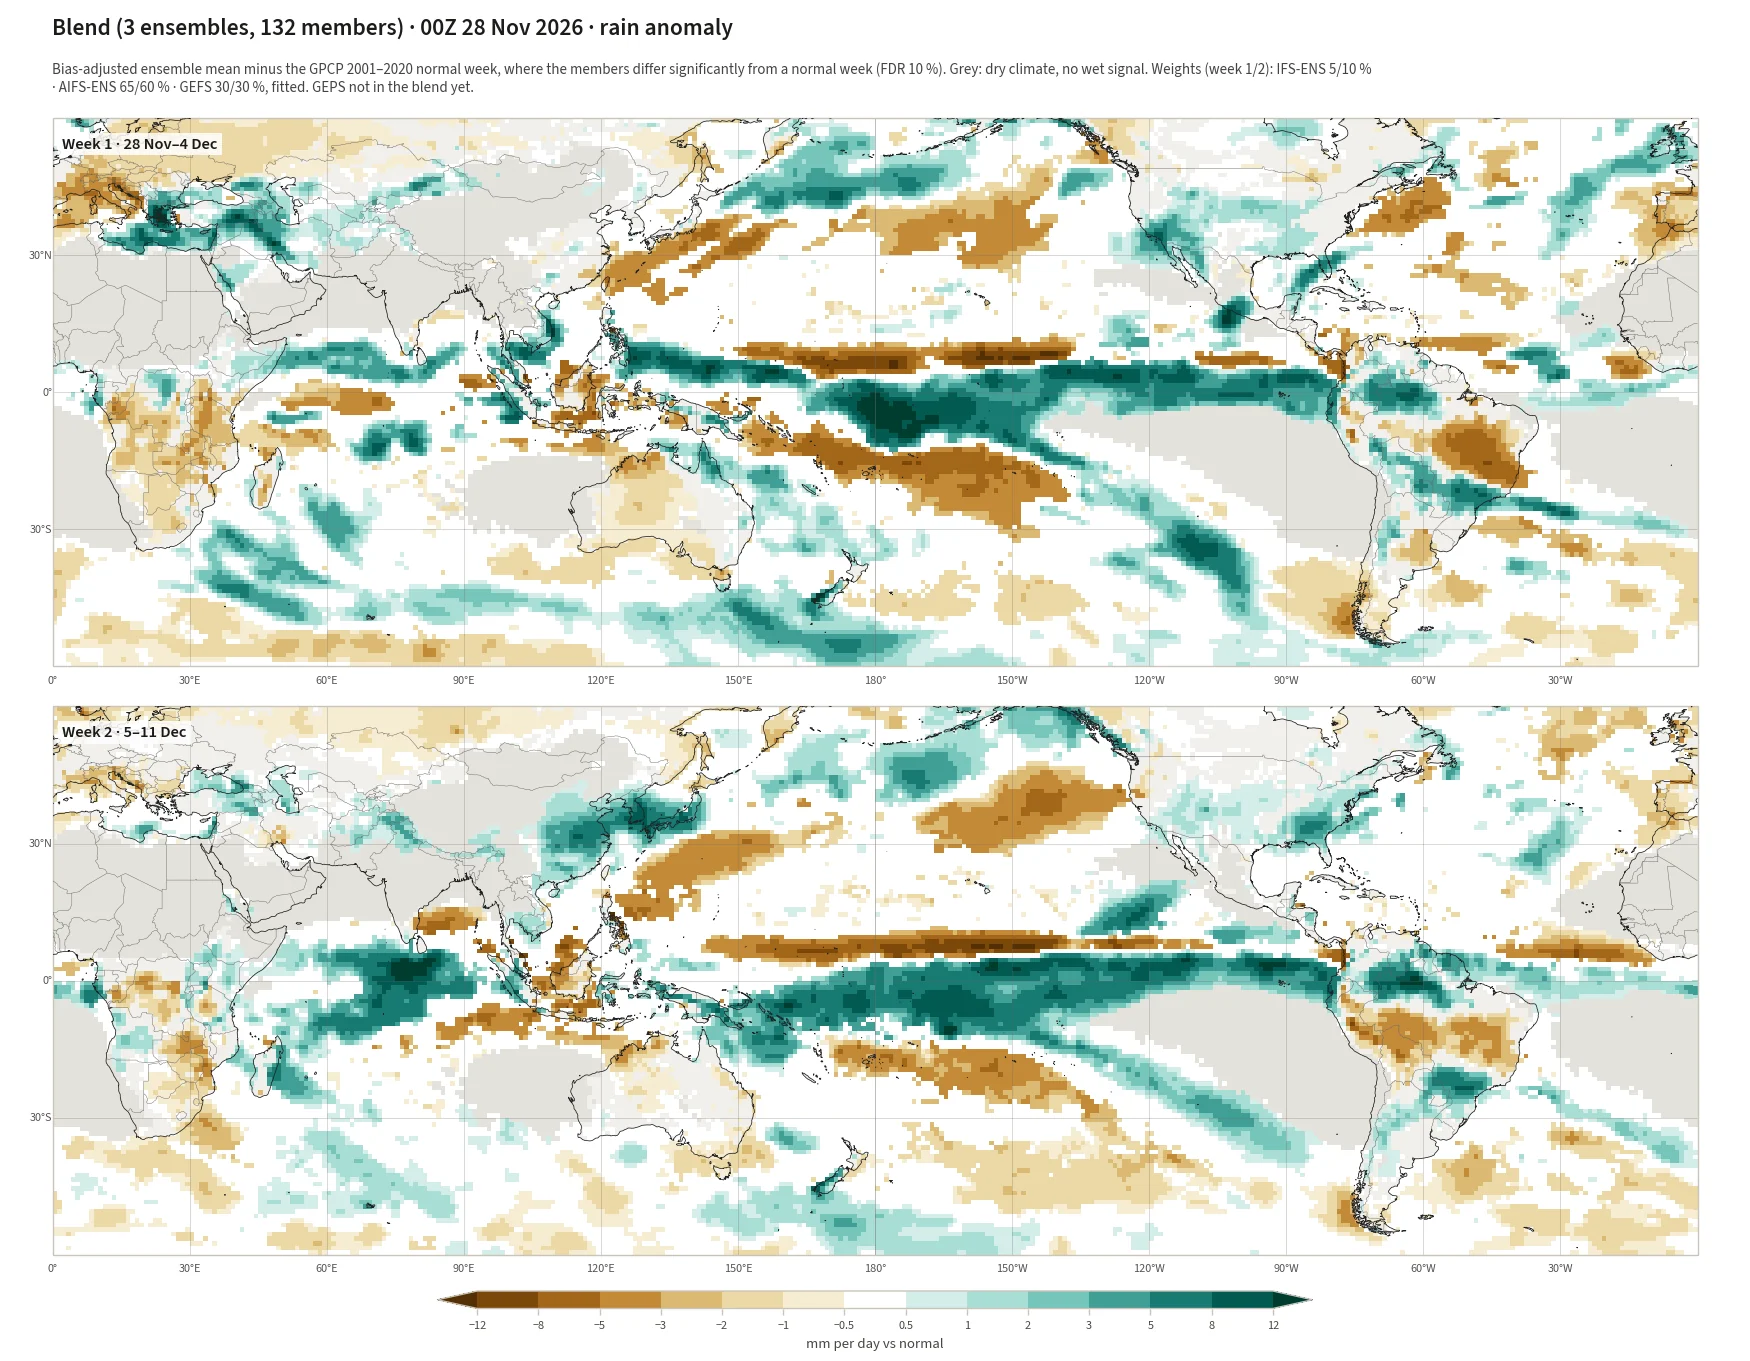 Blend (3 ensembles, 132 members) · 00Z 28 Nov 2026 · rain anomaly
Bias-adjusted ensemble mean minus the GPCP 2001–2020 normal week, where the members differ significantly from a normal week (FDR 10 %). Grey: dry climate, no wet signal. Weights (week 1/2): IFS-ENS 5/10 %
· AIFS-ENS 65/60 % · GEFS 30/30 %, fitted. GEPS not in the blend yet.
Week 1 · 28 Nov–4 Dec
30°N
0°
30°S
0° 30°E 60°E 90°E 120°E 150°E 180° 150°W 120°W 90°W 60°W 30°W
Week 2 · 5–11 Dec
30°N
0°
30°S
0° 30°E 60°E 90°E 120°E 150°E 180° 150°W 120°W 90°W 60°W 30°W
−12 −8 −5 −3 −2 −1 −0.5 0.5 1 2 3 5 8 12
mm per day vs normal